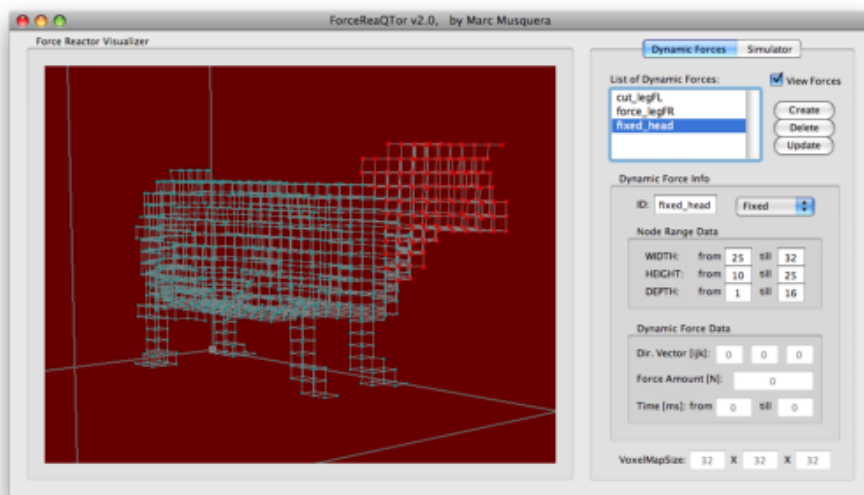 ForceReaQTor v2.0, by Marc Musquera
Force Reactor Visualizer
Dynamic Forces Simulator
List of Dynamic Forces: View Forces
cut_legFL
force_legFR
fixed_head
Create
Delete
Update
Dynamic Force Info
ID: fixed_head Fixed
Node Range Data
WIDTH: from 25 till 32
HEIGHT: from 10 till 25
DEPTH: from 1 till 16
Dynamic Force Data
Dir. Vector [ijk]: 0 0 0
Force Amount [N]: 0
Time [ms]: from 0 till 0
VoxelMapSize: 32 X 32 X 32